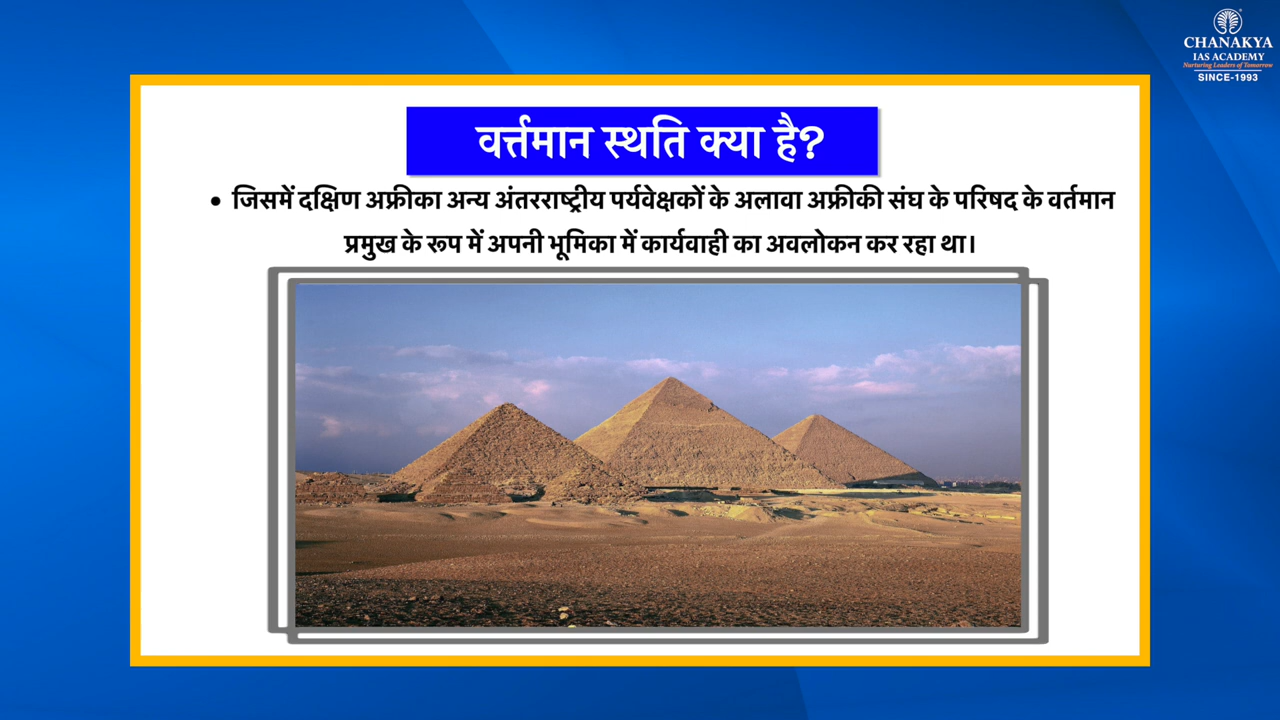 CHANAKYA
IAS ACADEMY
Nurturing Leaders of Tomorrow
SINCE-1993
वर्त्तमान स्थति क्या है?
• जिसमें दक्षिण अफ्रीका अन्य अंतरराष्ट्रीय पर्यवेक्षकों के अलावा अफ्रीकी संघ के परिषद के वर्तमान
प्रमुख के रूप में अपनी भूमिका में कार्यवाही का अवलोकन कर रहा था।